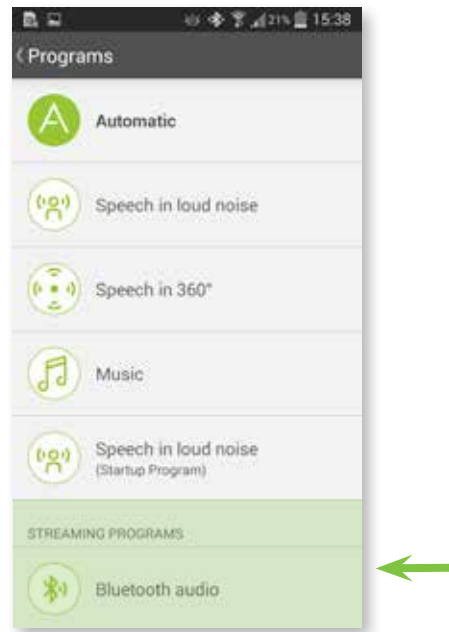 21% 15:38
Programs
A
Automatic
Speech in loud noise
Speech in 360°
Music
Speech in loud noise
(Startup Program)
STREAMING PROGRAMS
Bluetooth audio